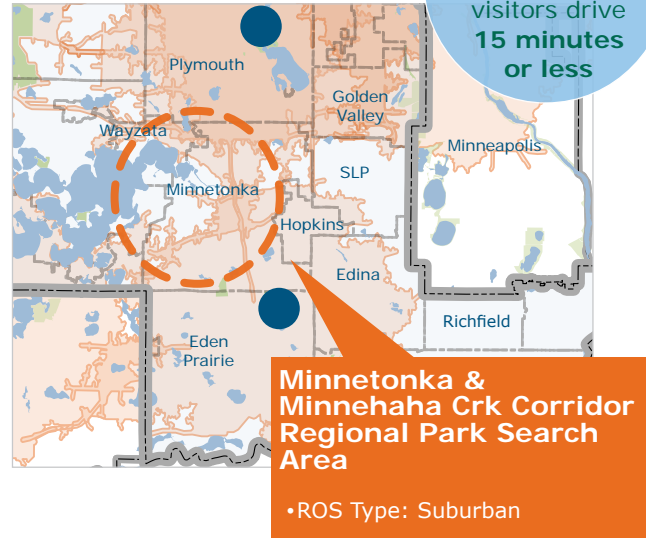 visitors drive
15 minutes
or less
Plymouth
Golden
Valley
Wayzata
Minneapolis
SLP
Minnetonka
Hopkins
Edina
Richfield
Eden
Prairie
Minnetonka &
Minnehaha Crk Corridor
Regional Park Search
Area
•ROS Type: Suburban